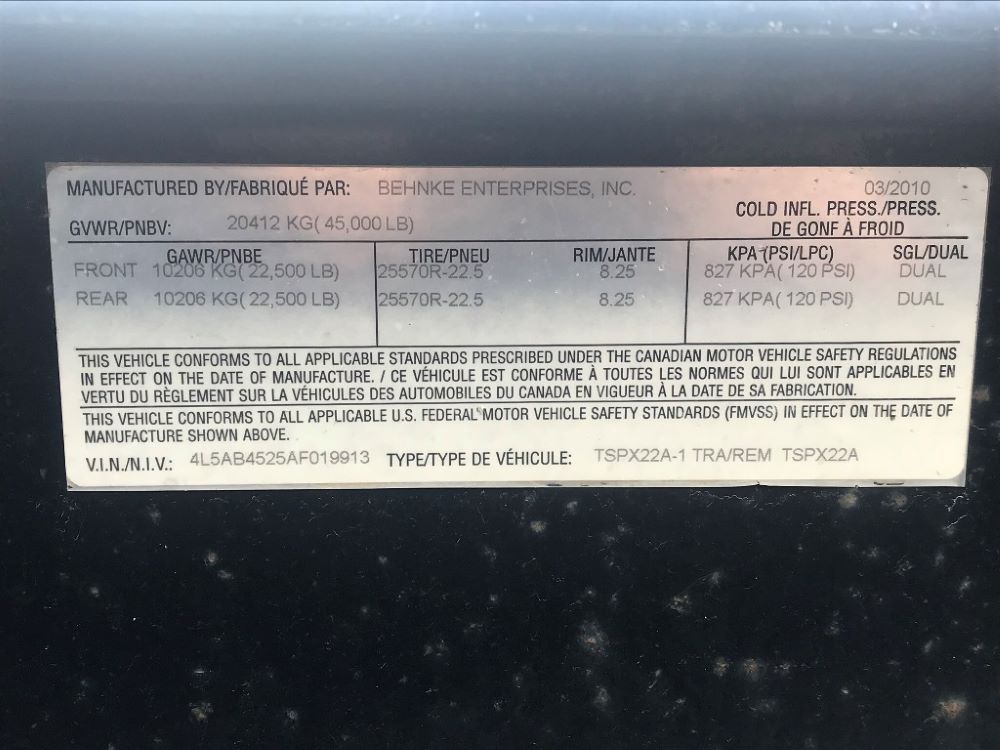 MANUFACTURED BY/FABRIQUÉ PAR: BEHNKE ENTERPRISES, INC. 03/2010
GVWR/PNBV: 20412 KG( 45,000 LB) COLD INFL. PRESS./PRESS.
DE GONF À FROID
GAWR/PNBE TIRE/PNEU RIM/JANTE KPA (PSI/LPC) SGL/DUAL
FRONT 10206 KG( 22,500 LB) 25570R-22.5 8.25 827 KPA( 120 PSI) DUAL
REAR 10206 KG( 22,500 LB) 25570R-22.5 8.25 827 KPA( 120 PSI) DUAL
THIS VEHICLE CONFORMS TO ALL APPLICABLE STANDARDS PRESCRIBED UNDER THE CANADIAN MOTOR VEHICLE SAFETY REGULATIONS
IN EFFECT ON THE DATE OF MANUFACTURE. / CE VÉHICULE EST CONFORME À TOUTES LES NORMES QUI LUI SONT APPLICABLES EN
VERTU DU RÈGLEMENT SUR LA VÉHICULES DES AUTOMOBILES DU CANADA EN VIGUEUR À LA DATE DE SA FABRICATION.
THIS VEHICLE CONFORMS TO ALL APPLICABLE U.S. FEDERAL MOTOR VEHICLE SAFETY STANDARDS (FMVSS) IN EFFECT ON THE DATE OF
MANUFACTURE SHOWN ABOVE.
V.I.N./N.I.V.: 4L5AB4525AF019913 TYPE/TYPE DE VÉHICULE: TSPX22A-1 TRA/REM TSPX22A